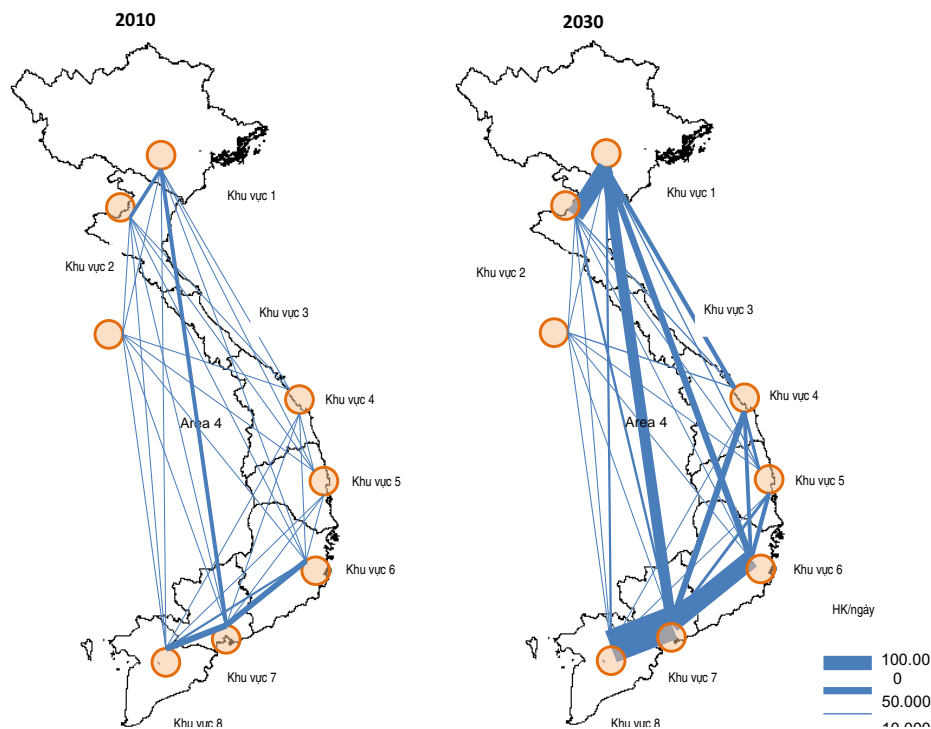 2010
2030
Khu vực 1
Khu vực 2
Khu vực 3
Khu vực 4
Area 4
Khu vực 5
Khu vực 6
Khu vực 7
Khu vực 8
Khu vực 1
Khu vực 2
Khu vực 3
Khu vực 4
Area 4
Khu vực 5
Khu vực 6
Khu vực 7
Khu vực 8
HK/ngày
100.00
0
50.000
10.000